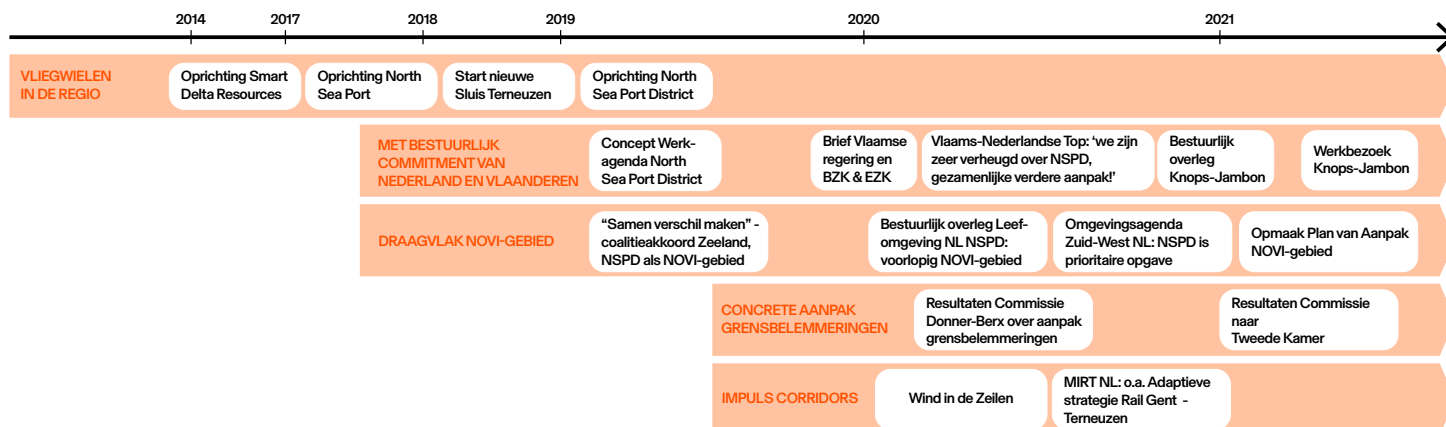 2014
2017
2018
2019
2020
2021
VLIEGWIELEN
IN DE REGIO
Oprichting Smart
Delta Resources
Oprichting North
Sea Port
Start nieuwe
Sluis Terneuzen
Oprichting North
Sea Port District
MET BESTUURLIJK
COMMITMENT VAN
NEDERLAND EN VLAANDEREN
Concept Werk-
agenda North
Sea Port District
Brief Vlaamse
regering en
BZK & EZK
Vlaams-Nederlandse Top: ‘we zijn
zeer verheugd over NSPD,
gezamenlijke verdere aanpak!’
Bestuurlijk
overleg
Knops-Jambon
Werkbezoek
Knops-Jambon
DRAAGVLAK NOVI-GEBIED
“Samen verschil maken” -
coalitieakkoord Zeeland,
NSPD als NOVI-gebied
Bestuurlijk overleg Leef-
omgeving NL NSPD:
voorlopig NOVI-gebied
Omgevingsagenda
Zuid-West NL: NSPD is
prioritaire opgave
Opmaak Plan van Aanpak
NOVI-gebied
CONCRETE AANPAK
GRENSBELEMMERINGEN
Resultaten Commissie
Donner-Berx over aanpak
grensbelemmeringen
Resultaten Commissie
naar
Tweede Kamer
IMPULS CORRIDORS
Wind in de Zeilen
MIRT NL: o.a. Adaptieve
strategie Rail Gent -
Terneuzen